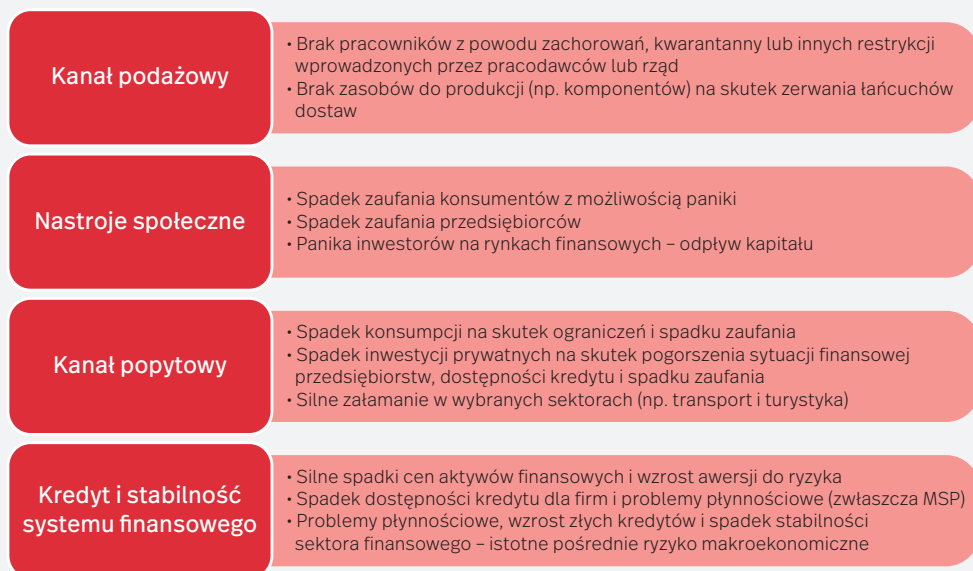 Kanał podażowy
• Brak pracowników z powodu zachorowań, kwarantanny lub innych restrykcji
wprowadzonych przez pracodawców lub rząd
• Brak zasobów do produkcji (np. komponentów) na skutek zerwania łańcuchów
dostaw
Nastroje społeczne
• Spadek zaufania konsumentów z możliwością paniki
• Spadek zaufania przedsiębiorców
• Panika inwestorów na rynkach finansowych – odpływ kapitału
Kanał popytowy
• Spadek konsumpcji na skutek ograniczeń i spadku zaufania
• Spadek inwestycji prywatnych na skutek pogorszenia sytuacji finansowej
przedsiębiorstw, dostępności kredytu i spadku zaufania
• Silne załamanie w wybranych sektorach (np. transport i turystyka)
Kredyt i stabilność
systemu finansowego
• Silne spadki cen aktywów finansowych i wzrost awersji do ryzyka
• Spadek dostępności kredytu dla firm i problemy płynnościowe (zwłaszcza MSP)
• Problemy płynnościowe, wzrost złych kredytów i spadek stabilności
sektora finansowego – istotne pośrednie ryzyko makroekonomiczne